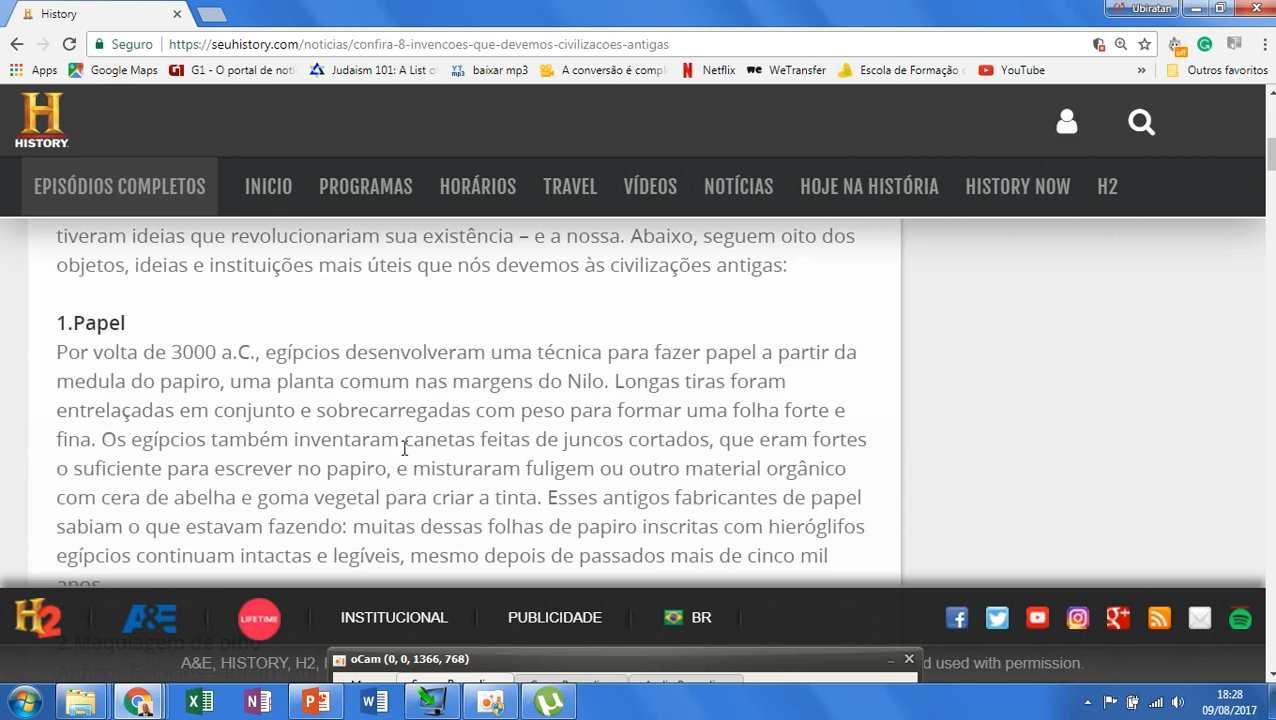 History
Ubiratan
Seguro
https://seuhistory.com/noticias/confira-8-invencoes-que-devemos-civilizacoes-antigas
Apps
Google Maps
G1 - O portal de notí
Judaism 101: A List o
baixar mp3
A conversão é compl
Netflix
WeTransfer
Escola de Formação
YouTube
»
Outros favoritos
off
HISTORY
EPISÓDIOS COMPLETOS
INICIO
PROGRAMAS
HORÁRIOS
TRAVEL
VÍDEOS
NOTÍCIAS
HOJE NA HISTÓRIA
HISTORY NOW
H2
tiveram ideias que revolucionariam sua existência – e a nossa. Abaixo, seguem oito dos
objetos, ideias e instituições mais úteis que nós devemos às civilizações antigas:
1.Papel
Por volta de 3000 a.C., egípcios desenvolveram uma técnica para fazer papel a partir da
medula do papiro, uma planta comum nas margens do Nilo. Longas tiras foram
entrelaçadas em conjunto e sobrecarregadas com peso para formar uma folha forte e
fina. Os egípcios também inventaram canetas feitas de juncos cortados, que eram fortes
o suficiente para escrever no papiro, e misturaram fuligem ou outro material orgânico
com cera de abelha e goma vegetal para criar a tinta. Esses antigos fabricantes de papel
sabiam o que estavam fazendo: muitas dessas folhas de papiro inscritas com hieróglifos
egípcios continuam intactas e legíveis, mesmo depois de passados mais de cinco mil
anos.
H2
A&E
LIFETIME
INSTITUCIONAL
PUBLICIDADE
BR
2.Maquiagem de olho
A&E, HISTORY, H2,
d used with permission.
oCam (0, 0, 1366, 768)
18:28
09/08/2017